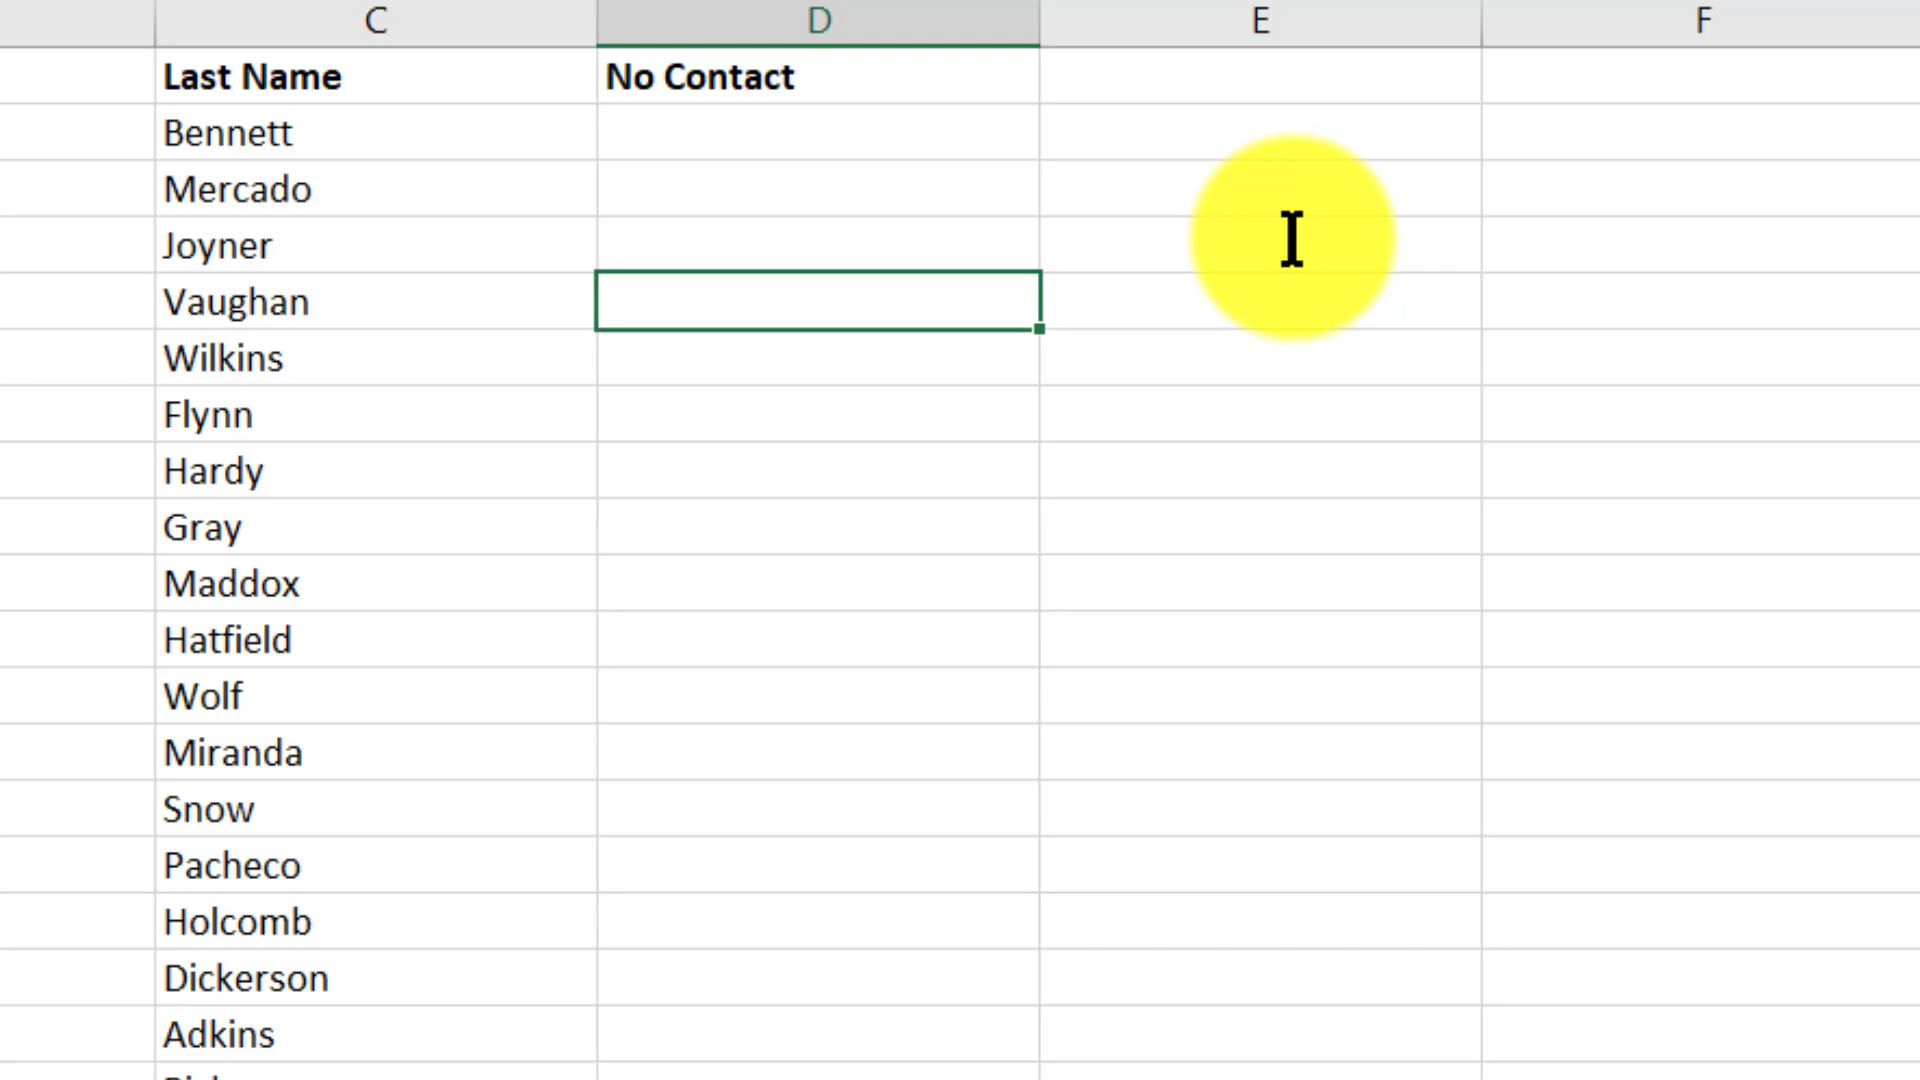 C D E F
Last Name No Contact
Bennett
Mercado
Joyner
Vaughan
Wilkins
Flynn
Hardy
Gray
Maddox
Hatfield
Wolf
Miranda
Snow
Pacheco
Holcomb
Dickerson
Adkins